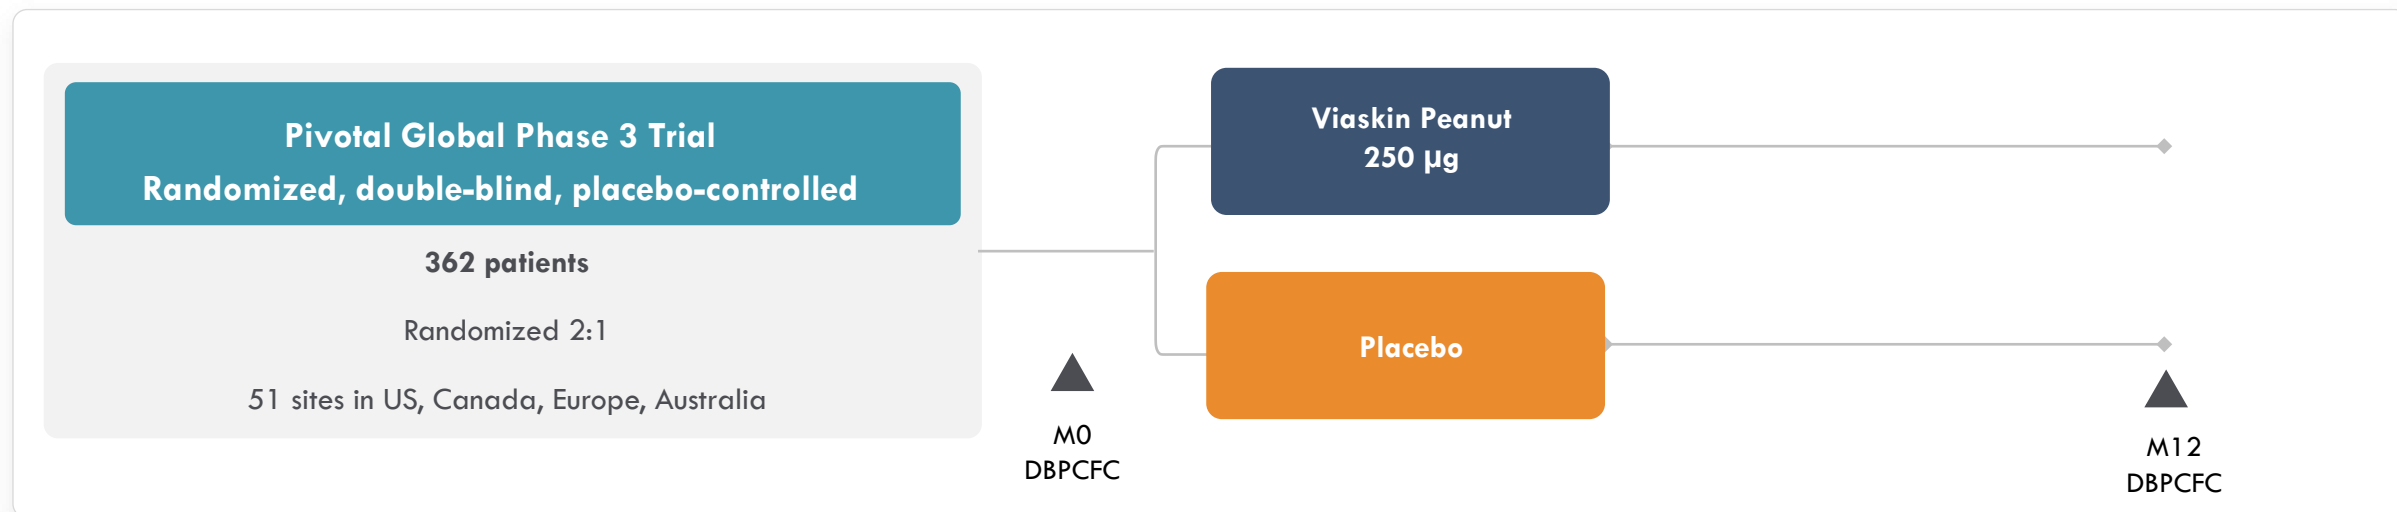 Pivotal Global Phase 3 Trial
Randomized, double-blind, placebo-controlled
362 patients
Randomized 2:1
51 sites in US, Canada, Europe, Australia
M0
DBPCFC
Viaskin Peanut
250 µg
Placebo
M12
DBPCFC